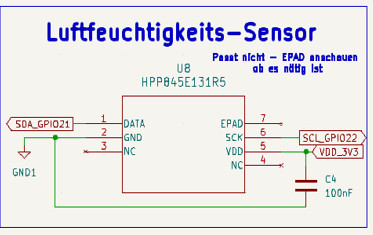 Luftfeuchtigkeits-Sensor
Passt nicht - EPAD anschauen
ob es nötig ist
U8
HPP845E131R5
SDA_GPIO21 1 DATA EPAD 7
2 GND SCK 6 SCL_GPIO22
3 NC VDD 5 VDD_3V3
NC 4
GND1
C4
100nF